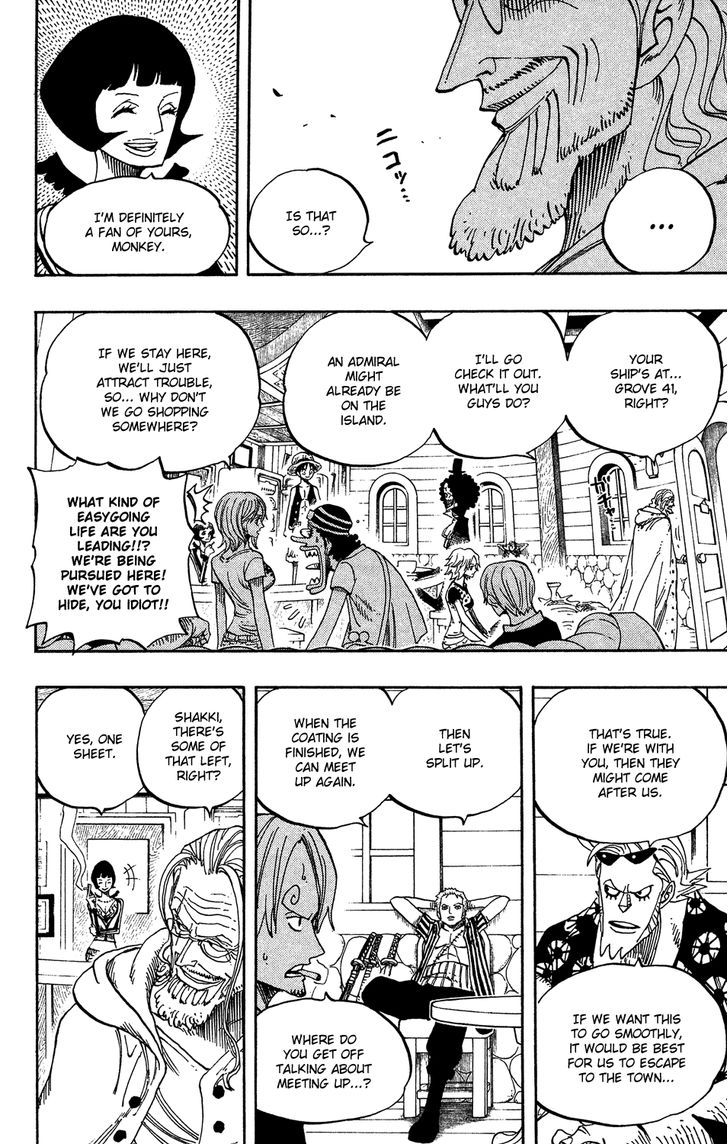 ...
IS THAT
SO...?
ニコッ...
I'M DEFINITELY
A FAN OF YOURS,
MONKEY.
YOUR
SHIP'S AT...
GROVE 41,
RIGHT?
I'LL GO
CHECK IT OUT.
WHAT'LL YOU
GUYS DO?
AN ADMIRAL
MIGHT
ALREADY BE
ON THE
ISLAND.
IF WE STAY HERE,
WE'LL JUST
ATTRACT TROUBLE,
SO... WHY DON'T
WE GO SHOPPING
SOMEWHERE?
WHAT KIND OF
EASYGOING
LIFE ARE YOU
LEADING!!?
WE'RE BEING
PURSUED HERE!
WE'VE GOT TO
HIDE, YOU IDIOT!!
THAT'S TRUE.
IF WE'RE WITH
YOU, THEN THEY
MIGHT COME
AFTER US.
IF WE WANT THIS
TO GO SMOOTHLY,
IT WOULD BE BEST
FOR US TO ESCAPE
TO THE TOWN...
THEN
LET'S
SPLIT UP.
WHEN THE
COATING IS
FINISHED, WE
CAN MEET
UP AGAIN.
WHERE DO
YOU GET OFF
TALKING ABOUT
MEETING UP...?
SHAKKI,
THERE'S
SOME OF
THAT LEFT,
RIGHT?
YES, ONE
SHEET.